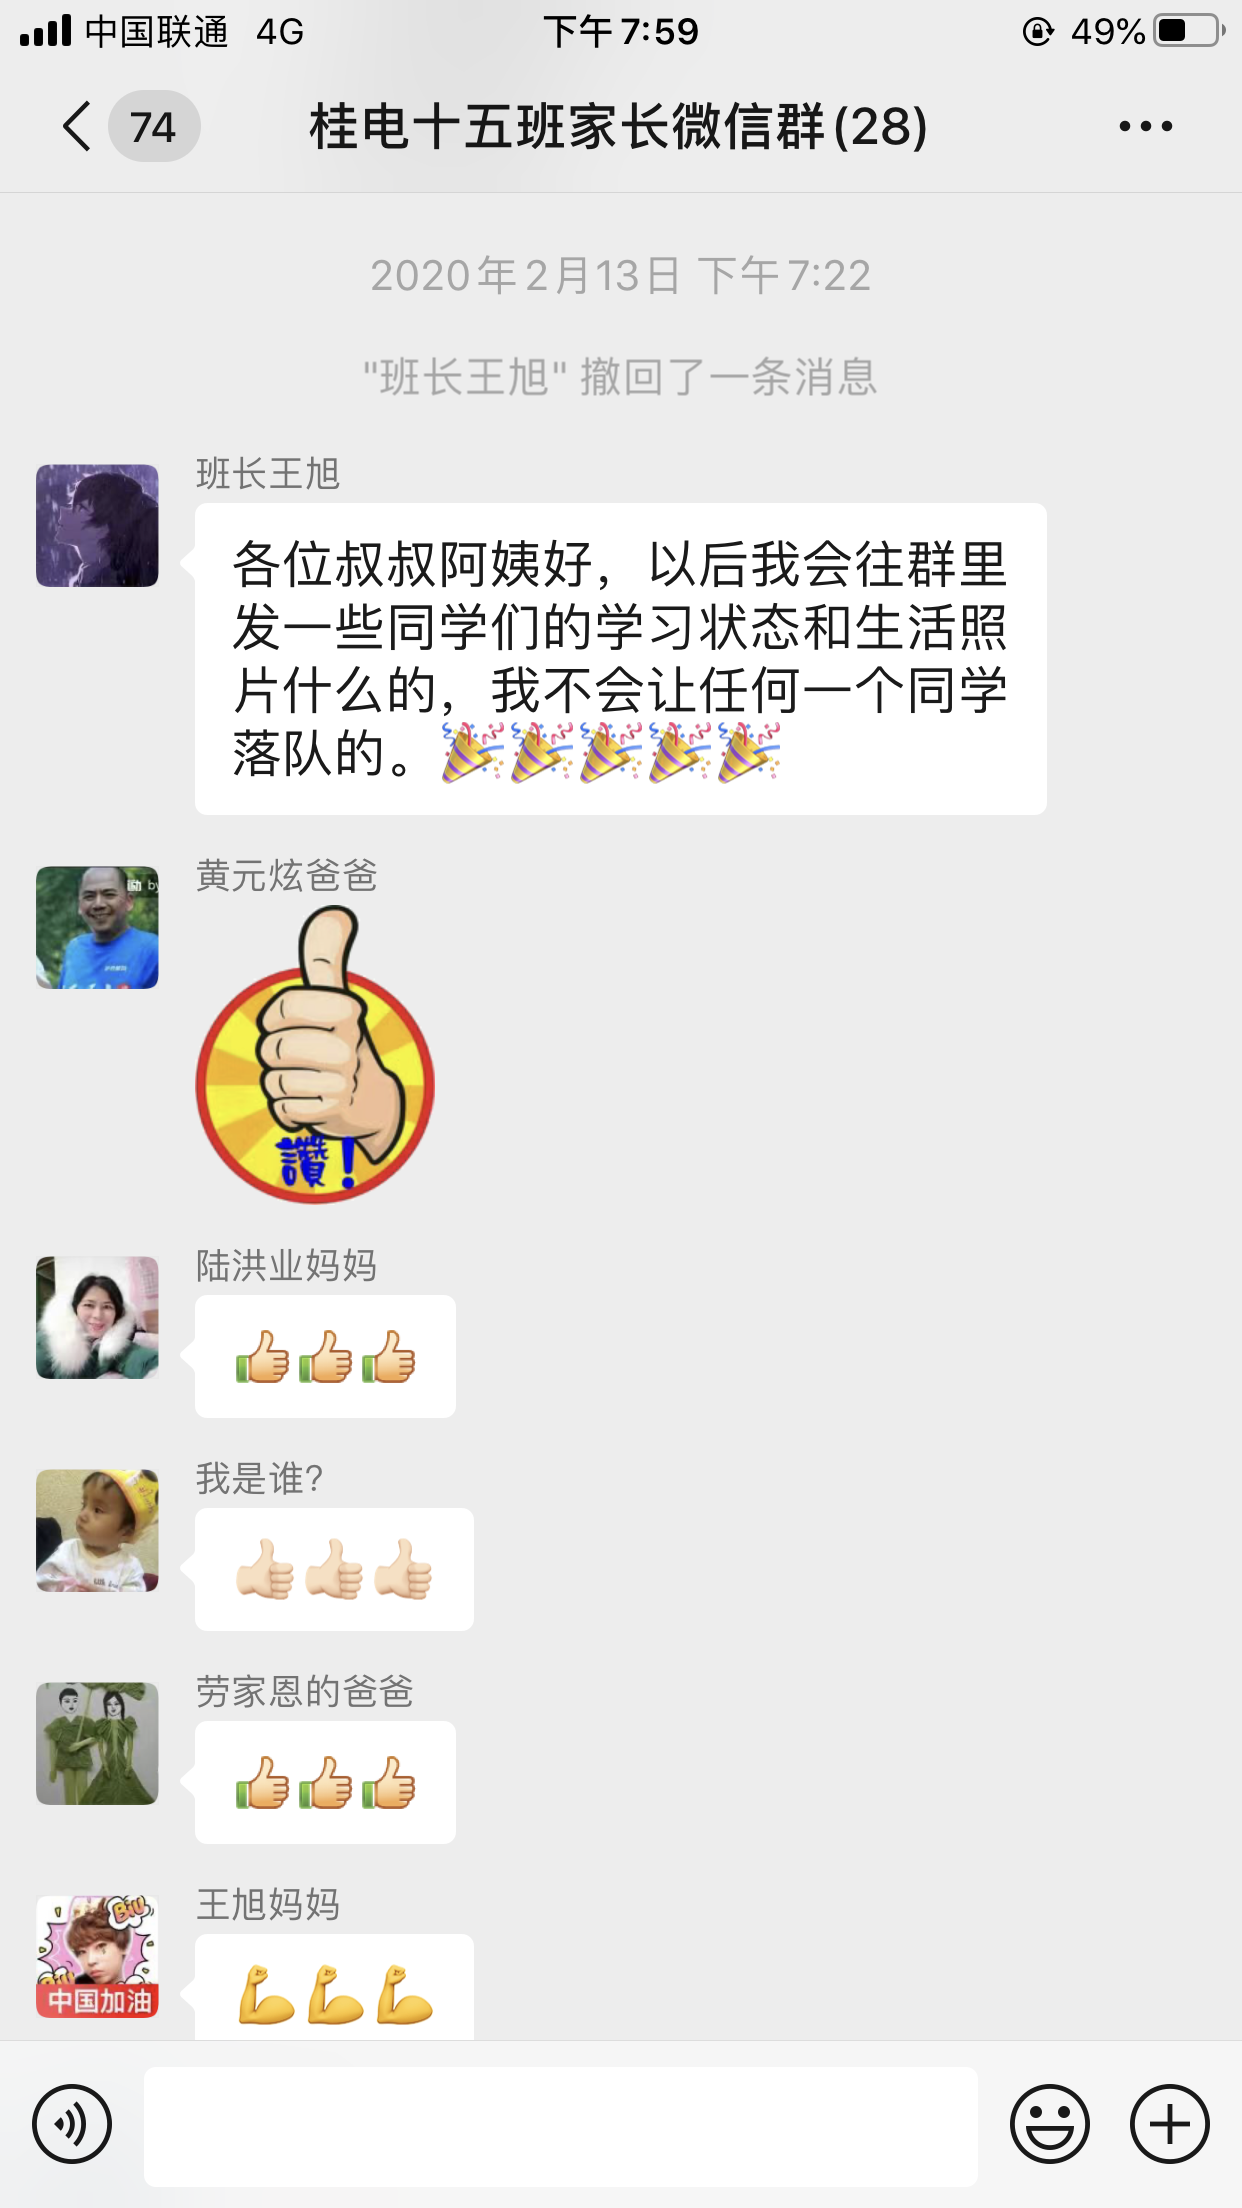 中国联通 4G 下午 7:59 49%
74 桂电十五班家长微信群(28)
2020年2月13日 下午7:22
"班长王旭" 撤回了一条消息
班长王旭
各位叔叔阿姨好，以后我会往群里
发一些同学们的学习状态和生活照
片什么的，我不会让任何一个同学
落队的。🎉🎉🎉🎉🎉
黄元炫爸爸
讚！
陆洪业妈妈
👍👍👍
我是谁?
👍🏻👍🏻👍🏻
劳家恩的爸爸
👍👍👍
王旭妈妈
BiU
中国加油
💪💪💪